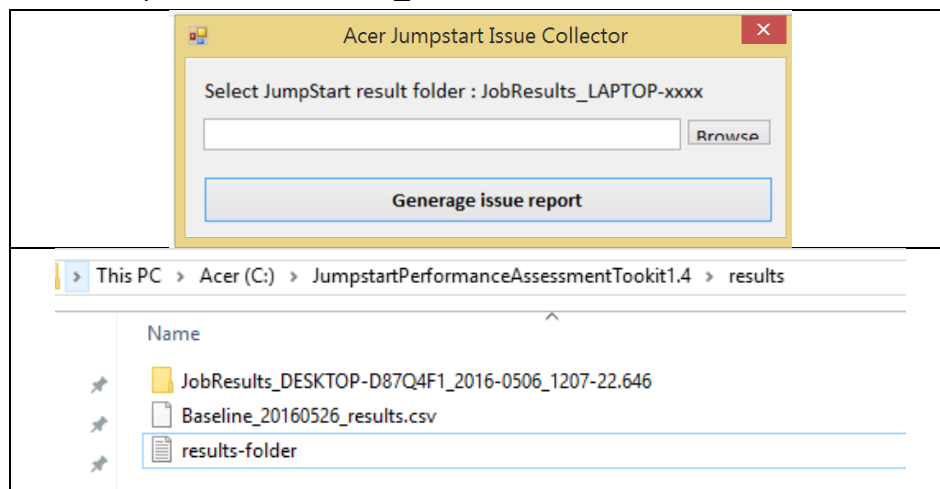 Acer Jumpstart Issue Collector
Select JumpStart result folder : JobResults_LAPTOP-xxxx
Browse
Generage issue report
This PC > Acer (C:) > JumpstartPerformanceAssessmentTookit1.4 > results
Name
JobResults_DESKTOP-D87Q4F1_2016-0506_1207-22.646
Baseline_20160526_results.csv
results-folder